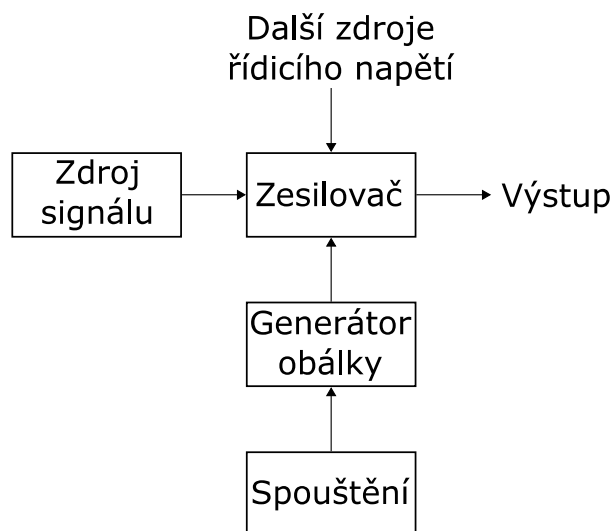 Další zdroje
řídicího napětí
Zdroj
signálu
Zesilovač
Výstup
Generátor
obálky
Spouštění